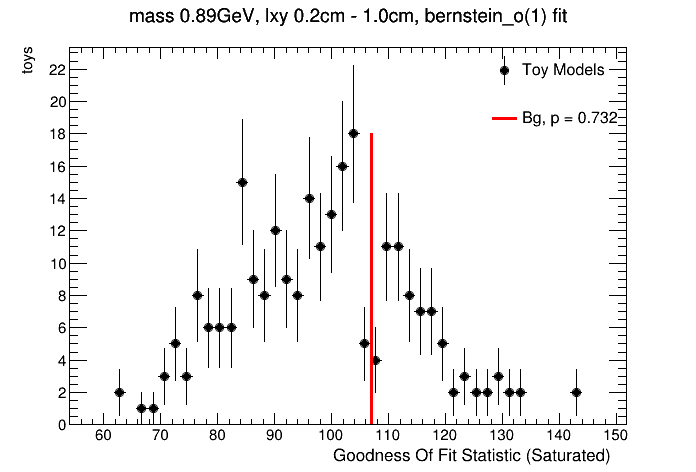 mass 0.89GeV, lxy 0.2cm - 1.0cm, bernstein_o(1) fit
toys
Toy Models
Bg, p = 0.732
22
20
18
16
14
12
10
8
6
4
2
0
60 70 80 90 100 110 120 130 140 150
Goodness Of Fit Statistic (Saturated)